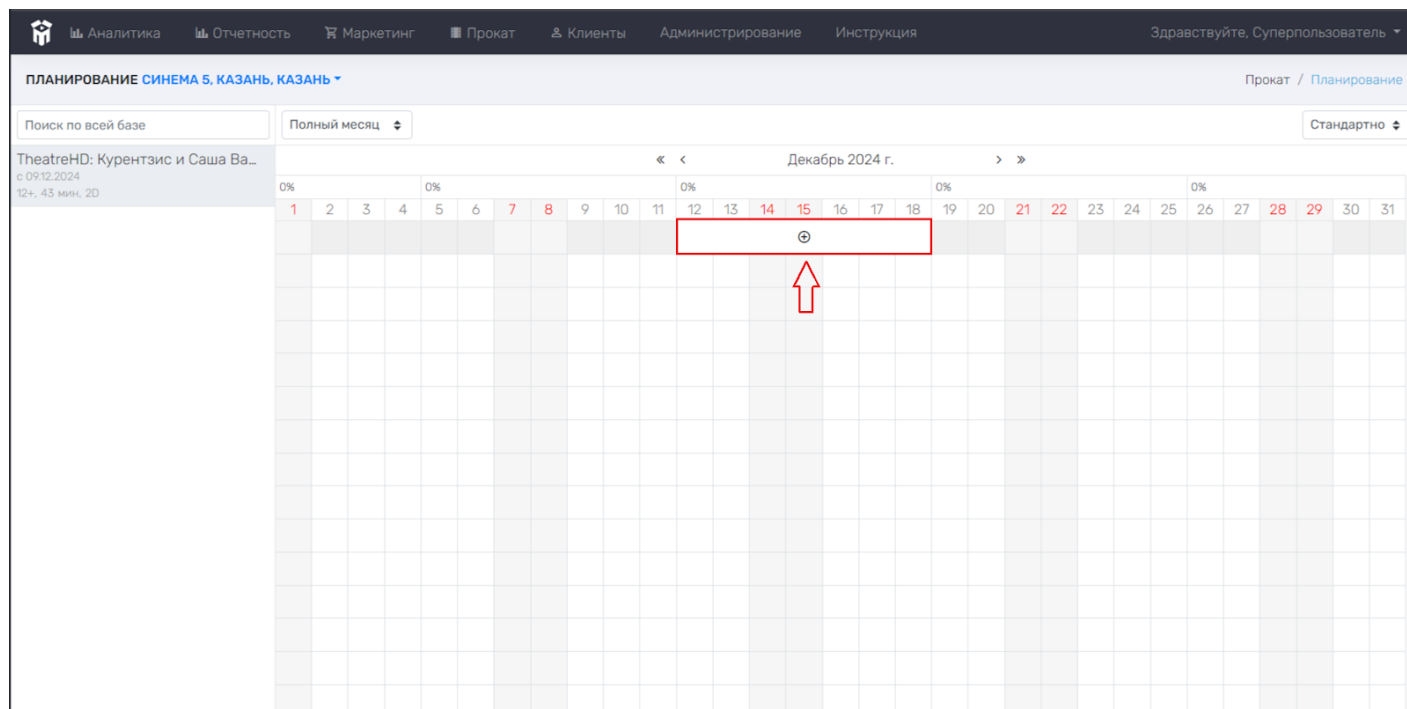 Аналитика Отчетность Маркетинг Прокат Клиенты Администрирование Инструкция Здравствуйте, Суперпользователь
ПЛАНИРОВАНИЕ СИНЕМА 5, КАЗАНЬ, КАЗАНЬ Прокат / Планирование
Поиск по всей базе Полный месяц Стандартно
TheatreHD: Курентзис и Саша Ва...
с 09.12.2024
12+, 43 мин, 2D
« ‹ Декабрь 2024 г. › »
0% 0% 0% 0% 0%
1 2 3 4 5 6 7 8 9 10 11 12 13 14 15 16 17 18 19 20 21 22 23 24 25 26 27 28 29 30 31